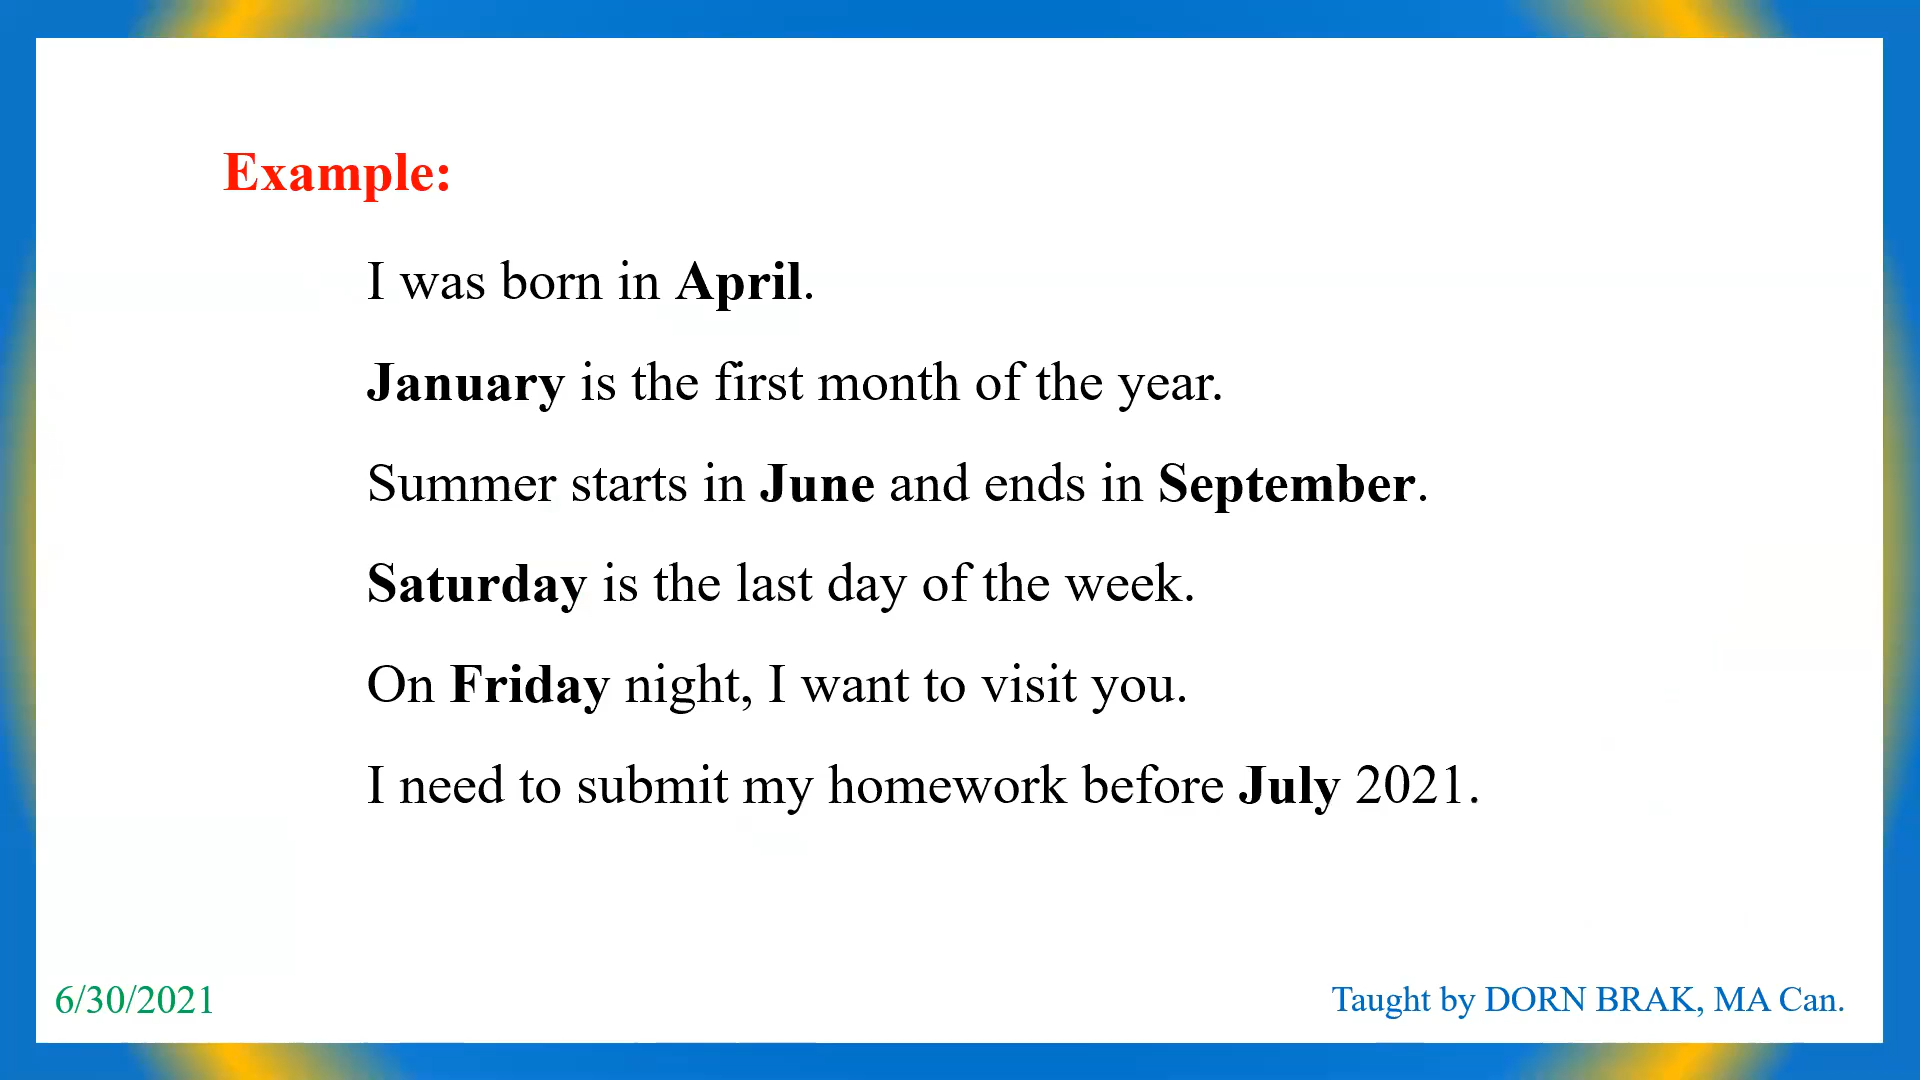 Example:
I was born in April.
January is the first month of the year.
Summer starts in June and ends in September.
Saturday is the last day of the week.
On Friday night, I want to visit you.
I need to submit my homework before July 2021.
6/30/2021
Taught by DORN BRAK, MA Can.